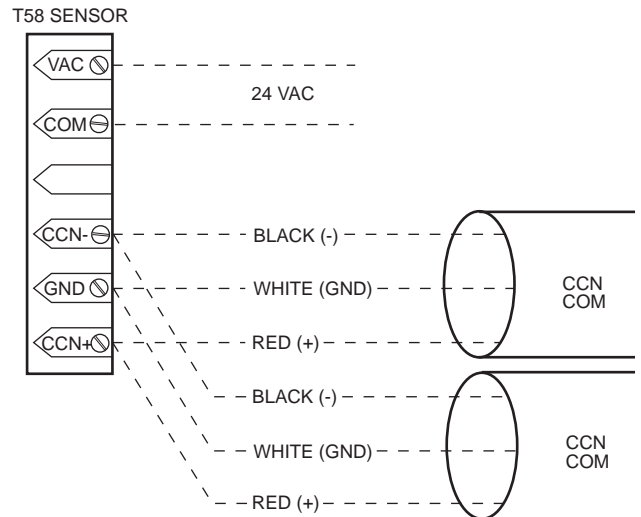 T58 SENSOR
VAC
24 VAC
COM
CCN-
BLACK (-)
GND
WHITE (GND)
CCN
COM
CCN+
RED (+)
BLACK (-)
WHITE (GND)
CCN
COM
RED (+)